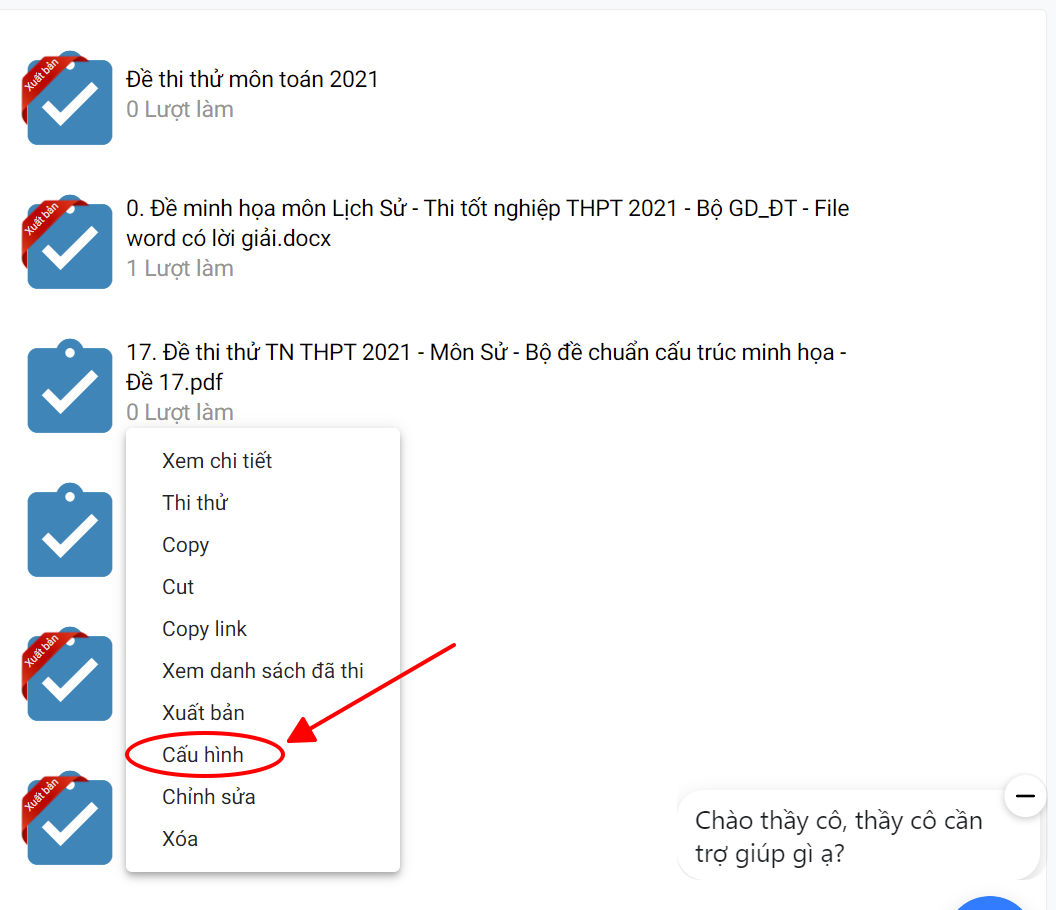 Xuất bản
Đề thi thử môn toán 2021
0 Lượt làm
Xuất bản
0. Đề minh họa môn Lịch Sử - Thi tốt nghiệp THPT 2021 - Bộ GD_ĐT - File
word có lời giải.docx
1 Lượt làm
17. Đề thi thử TN THPT 2021 - Môn Sử - Bộ đề chuẩn cấu trúc minh họa -
Đề 17.pdf
0 Lượt làm
Xem chi tiết
Thi thử
Copy
Cut
Copy link
Xuất bản
Xem danh sách đã thi
Xuất bản
Cấu hình
Chỉnh sửa
Xuất bản
Xóa
Chào thầy cô, thầy cô cần
trợ giúp gì ạ?